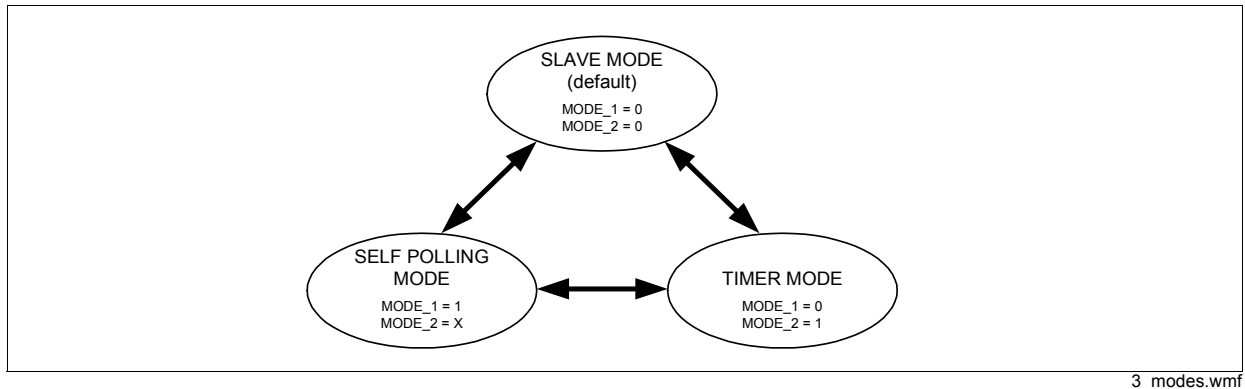 SLAVE MODE
(default)
MODE_1 = 0
MODE_2 = 0
SELF POLLING
MODE
MODE_1 = 1
MODE_2 = X
TIMER MODE
MODE_1 = 0
MODE_2 = 1
3_modes.wmf